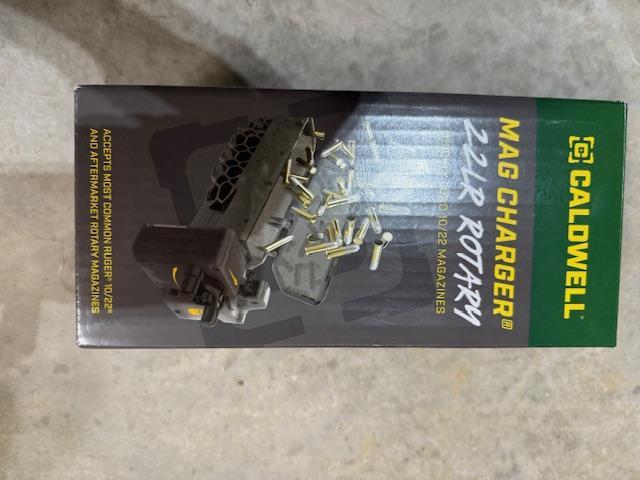 CALDWELL®
MAG CHARGER®
22LR ROTARY
10/22 MAGAZINES
ACCEPTS MOST COMMON RUGER® 10/22®
AND AFTERMARKET ROTARY MAGAZINES